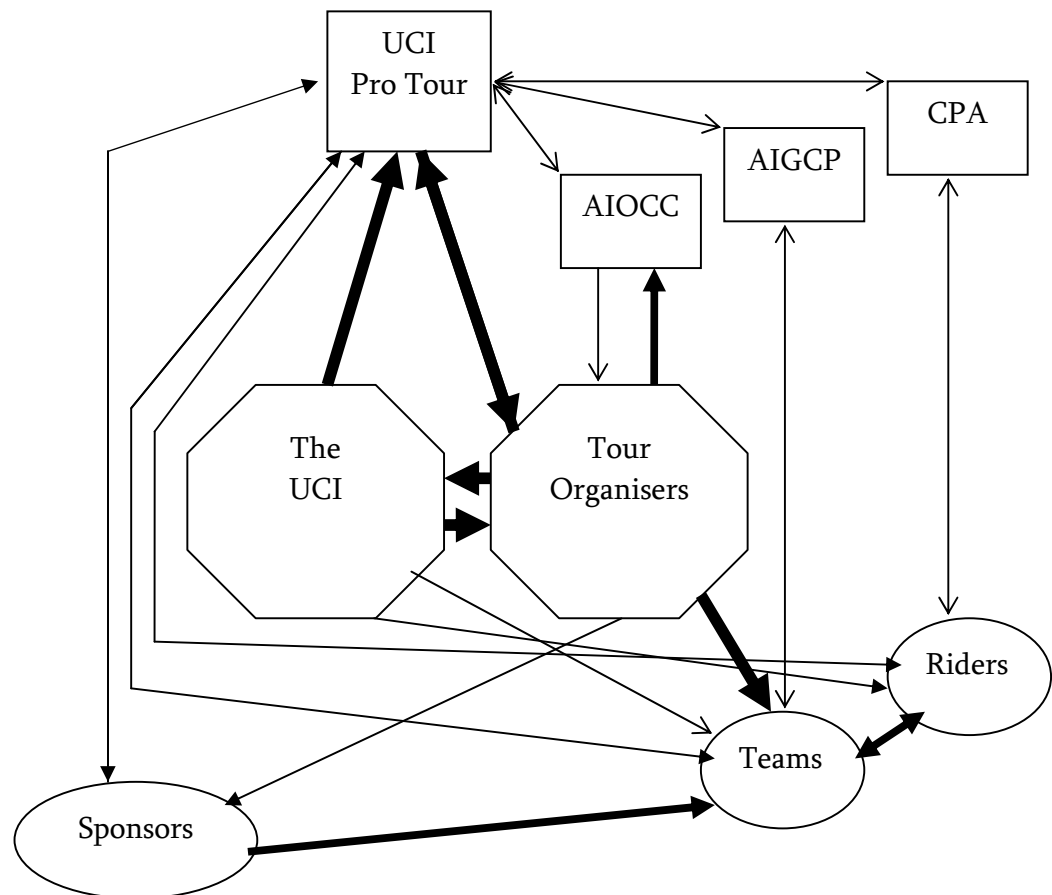 UCI
Pro Tour
CPA
AIGCP
AIOCC
The
UCI
Tour
Organisers
Riders
Teams
Sponsors